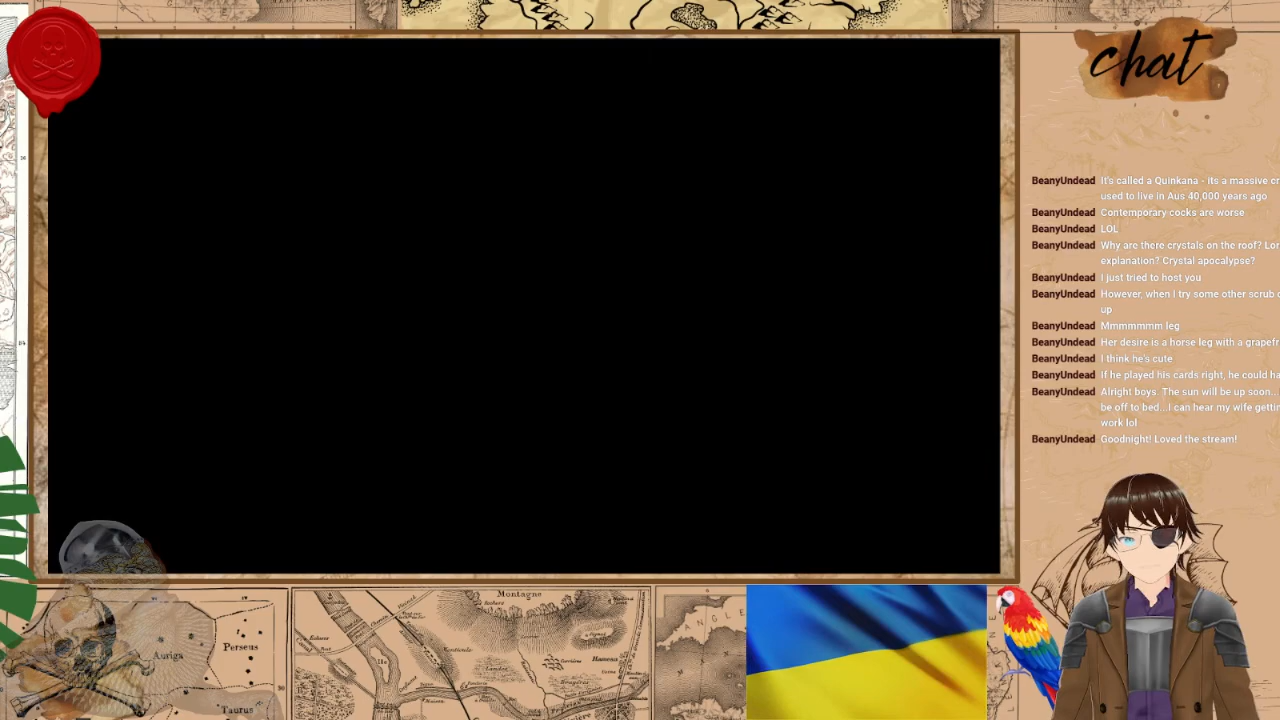 chat
BeanyUndead It's called a Quinkana - its a massive
used to live in Aus 40,000 years ago
BeanyUndead Contemporary cocks are worse
BeanyUndead LOL
BeanyUndead Why are there crystals on the roof?
explanation? Crystal apocalypse?
BeanyUndead I just tried to host you
BeanyUndead However, when I try some other scrub
up
BeanyUndead Mmmmmmm leg
BeanyUndead Her desire is a horse leg with a
BeanyUndead I think he's cute
BeanyUndead If he played his cards right, he could
BeanyUndead Alright boys. The sun will be up soon...
be off to bed...I can hear my wife
work lol
BeanyUndead Goodnight! Loved the stream!
Montagne
Auriga
Perseus
Taurus